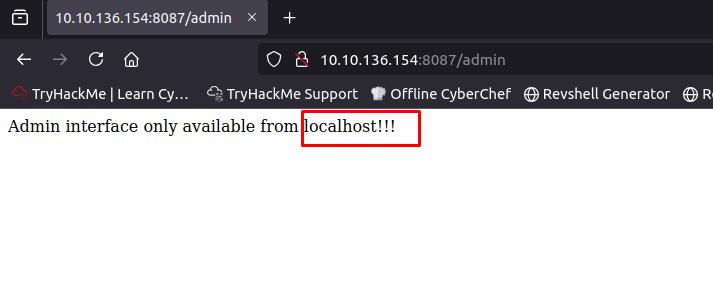 10.10.136.154:8087/admin
10.10.136.154:8087/admin
TryHackMe | Learn Cy… TryHackMe Support Offline CyberChef Revshell Generator Re
Admin interface only available from localhost!!!